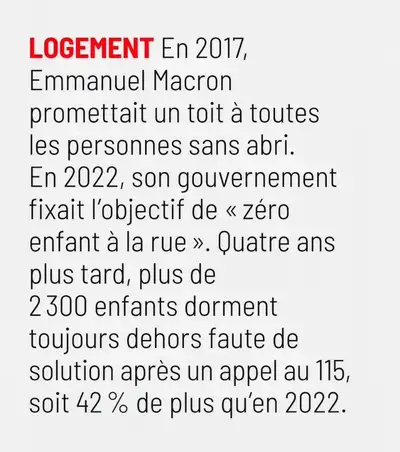 LOGEMENT En 2017,
Emmanuel Macron
promettait un toit à toutes
les personnes sans abri.
En 2022, son gouvernement
fixait l’objectif de « zéro
enfant à la rue ». Quatre ans
plus tard, plus de
2 300 enfants dorment
toujours dehors faute de
solution après un appel au 115,
soit 42 % de plus qu’en 2022.